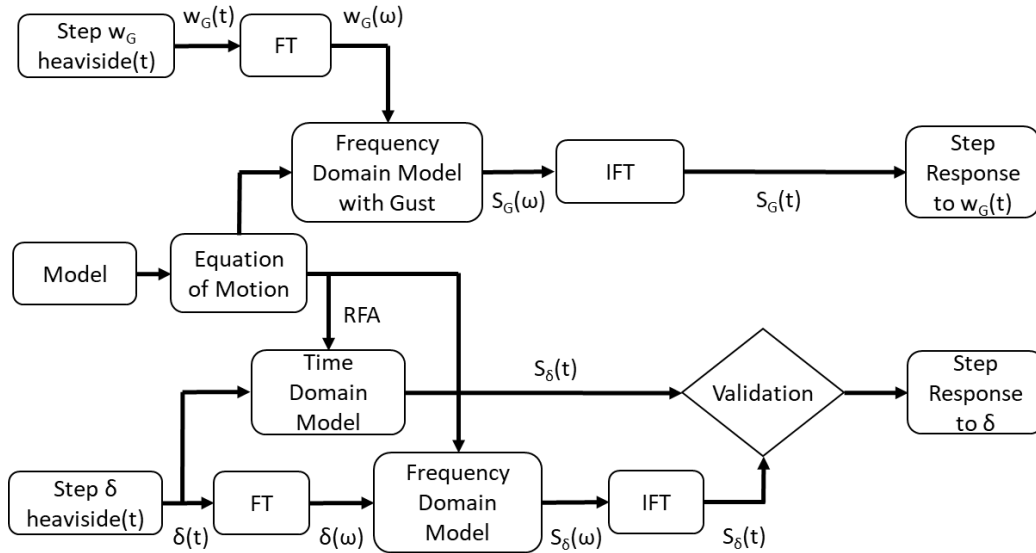 w_G(t)
w_G(ω)
Step w_G
heaviside(t)
FT
Frequency
Domain Model
with Gust
S_G(ω)
IFT
S_G(t)
Step
Response
to w_G(t)
Model
Equation
of Motion
RFA
Time
Domain
Model
S_δ(t)
Validation
Step
Response
to δ
Step δ
heaviside(t)
δ(t)
FT
δ(ω)
Frequency
Domain
Model
S_δ(ω)
IFT
S_δ(t)